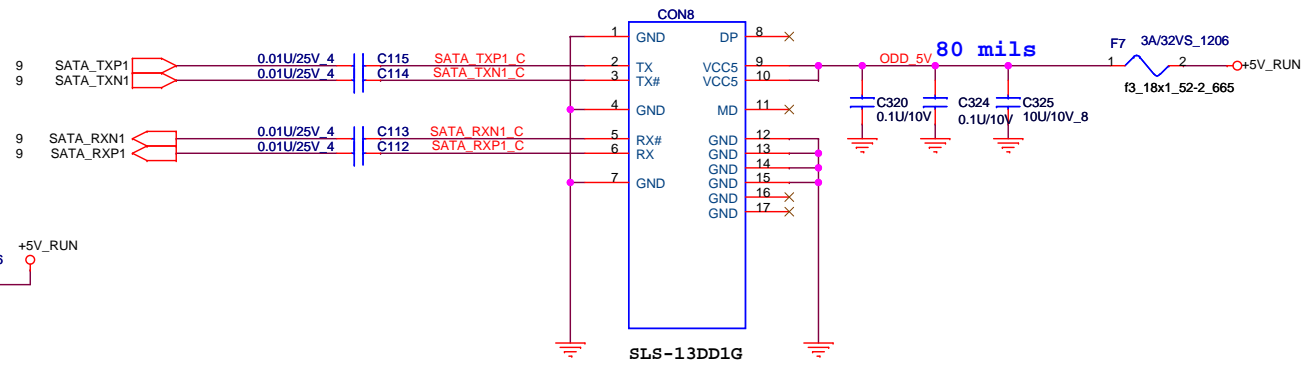 CON8
9 SATA_TXP1 0.01U/25V_4 C115 SATA_TXP1_C
9 SATA_TXN1 0.01U/25V_4 C114 SATA_TXN1_C
9 SATA_RXN1 0.01U/25V_4 C113 SATA_RXN1_C
9 SATA_RXP1 0.01U/25V_4 C112 SATA_RXP1_C
1 GND
2 TX
3 TX#
4 GND
5 RX#
6 RX
7 GND
DP 8
VCC5 9
VCC5 10
MD 11
GND 12
GND 13
GND 14
GND 15
GND 16
GND 17
SLS-13DD1G
ODD_5V
80 mils
F7 3A/32VS_1206
1 2 +5V_RUN
f3_18x1_52-2_665
C320
0.1U/10V
C324
0.1U/10V
C325
10U/10V_8
+5V_RUN
6